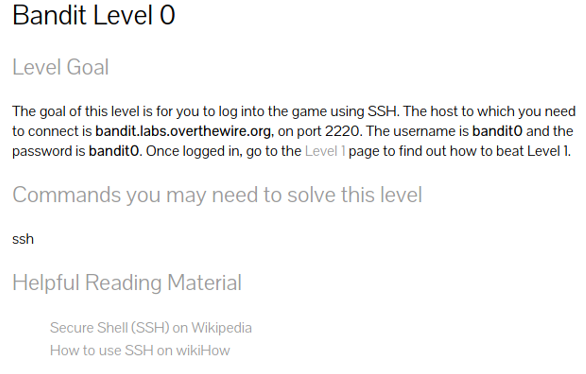 Bandit Level 0
Level Goal
The goal of this level is for you to log into the game using SSH. The host to which you need
to connect is bandit.labs.overthewire.org, on port 2220. The username is bandit0 and the
password is bandit0. Once logged in, go to the Level 1 page to find out how to beat Level 1.
Commands you may need to solve this level
ssh
Helpful Reading Material
Secure Shell (SSH) on Wikipedia
How to use SSH on wikiHow